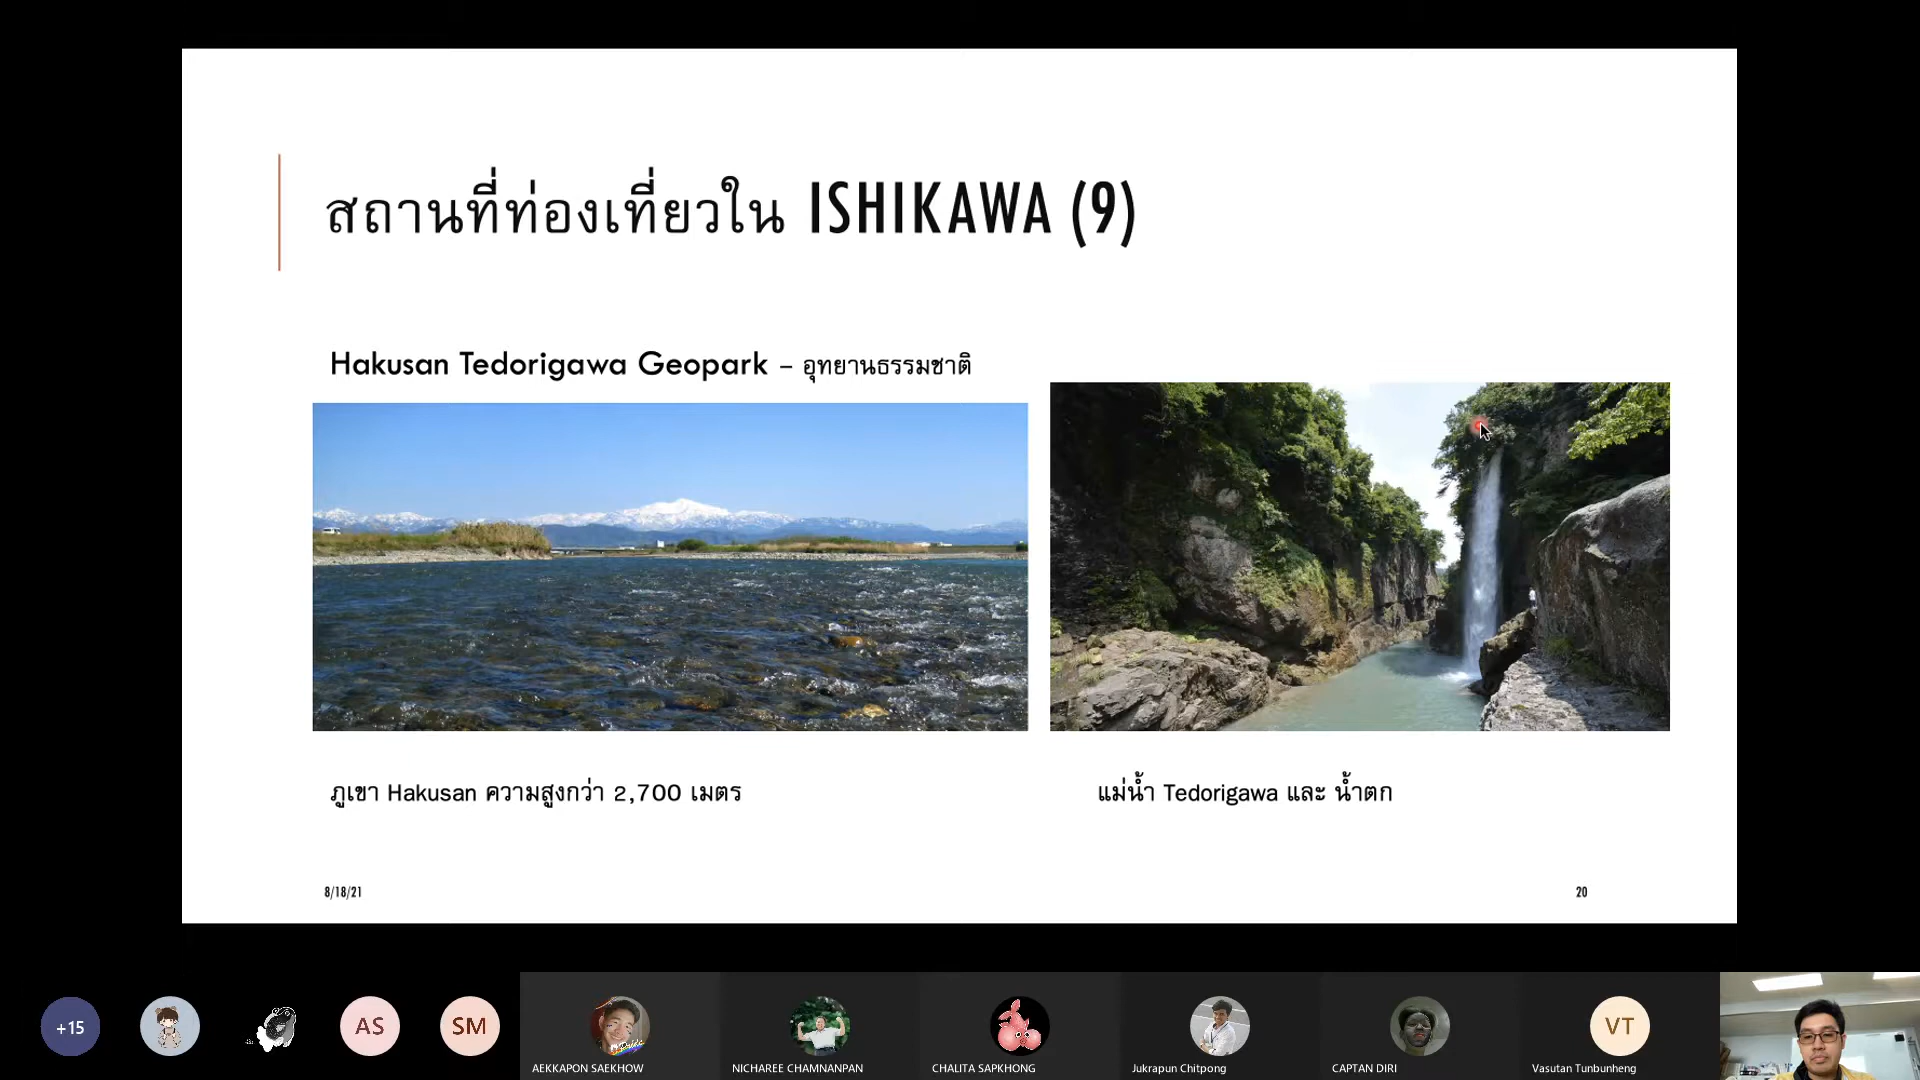 สถานที่ท่องเที่ยวใน ISHIKAWA (9)
Hakusan Tedorigawa Geopark – อุทยานธรรมชาติ
ภูเขา Hakusan ความสูงกว่า 2,700 เมตร
แม่น้ำ Tedorigawa และ น้ำตก
8/18/21
20
+15
AS
SM
VT
AEKKAPON SAEKHOW
NICHAREE CHAMNANPAN
CHALITA SAPKHONG
Jukrapun Chitpong
CAPTAN DIRI
Vasutan Tunbunheng